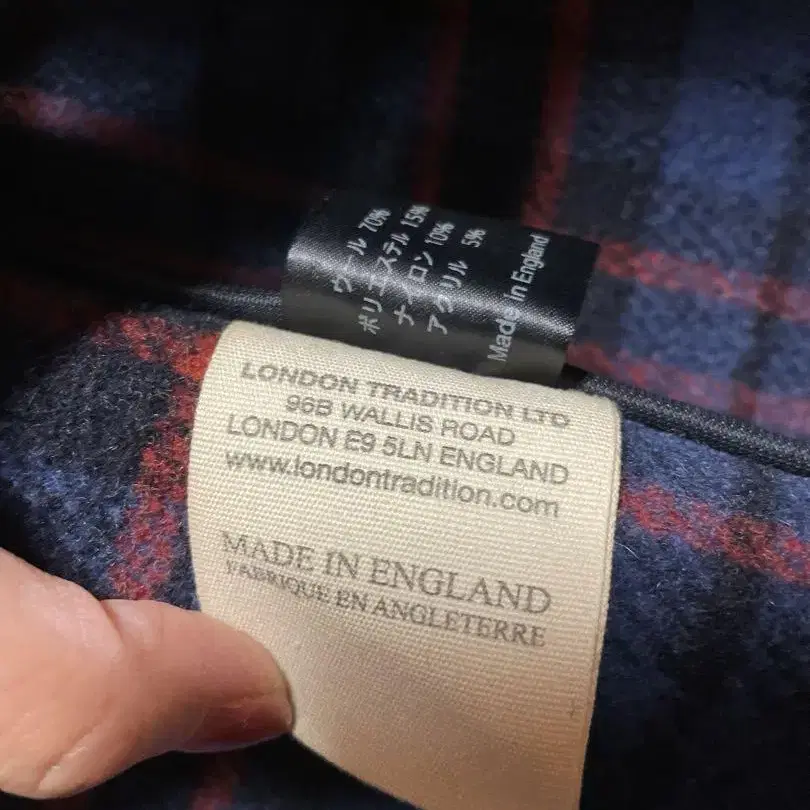 ウール 70%
ポリエステル 15%
ナイロン 10%
アクリル 5%
Made in England
LONDON TRADITION LTD
96B WALLIS ROAD
LONDON E9 5LN ENGLAND
www.londontradition.com
MADE IN ENGLAND
FABRIQUE EN ANGLETERRE